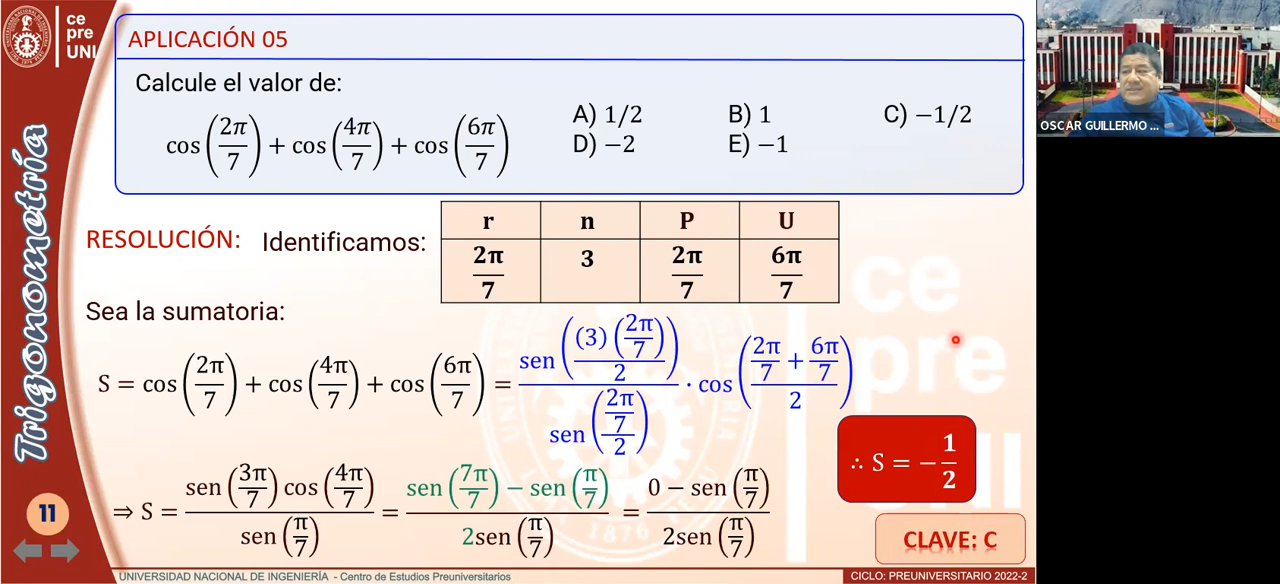 ce
pre
UNI
APLICACIÓN 05
Calcule el valor de:
cos(2π/7) + cos(4π/7) + cos(6π/7)
A) 1/2 B) 1 C) −1/2
D) −2 E) −1
OSCAR GUILLERMO ...
Trigonometría
RESOLUCIÓN: Identificamos:
r n P U
2π/7 3 2π/7 6π/7
Sea la sumatoria:
S = cos(2π/7) + cos(4π/7) + cos(6π/7) = sen((3)(2π/7)/2) / sen((2π/7)/2) · cos((2π/7 + 6π/7)/2)
⇒ S = sen(3π/7) cos(4π/7) / sen(π/7) = (sen(7π/7) − sen(π/7)) / 2sen(π/7) = (0 − sen(π/7)) / 2sen(π/7)
∴ S = −1/2
CLAVE: C
11
ce
pre
1876
UNIVERSIDAD NACIONAL DE INGENIERÍA - Centro de Estudios Preuniversitarios
CICLO: PREUNIVERSITARIO 2022-2